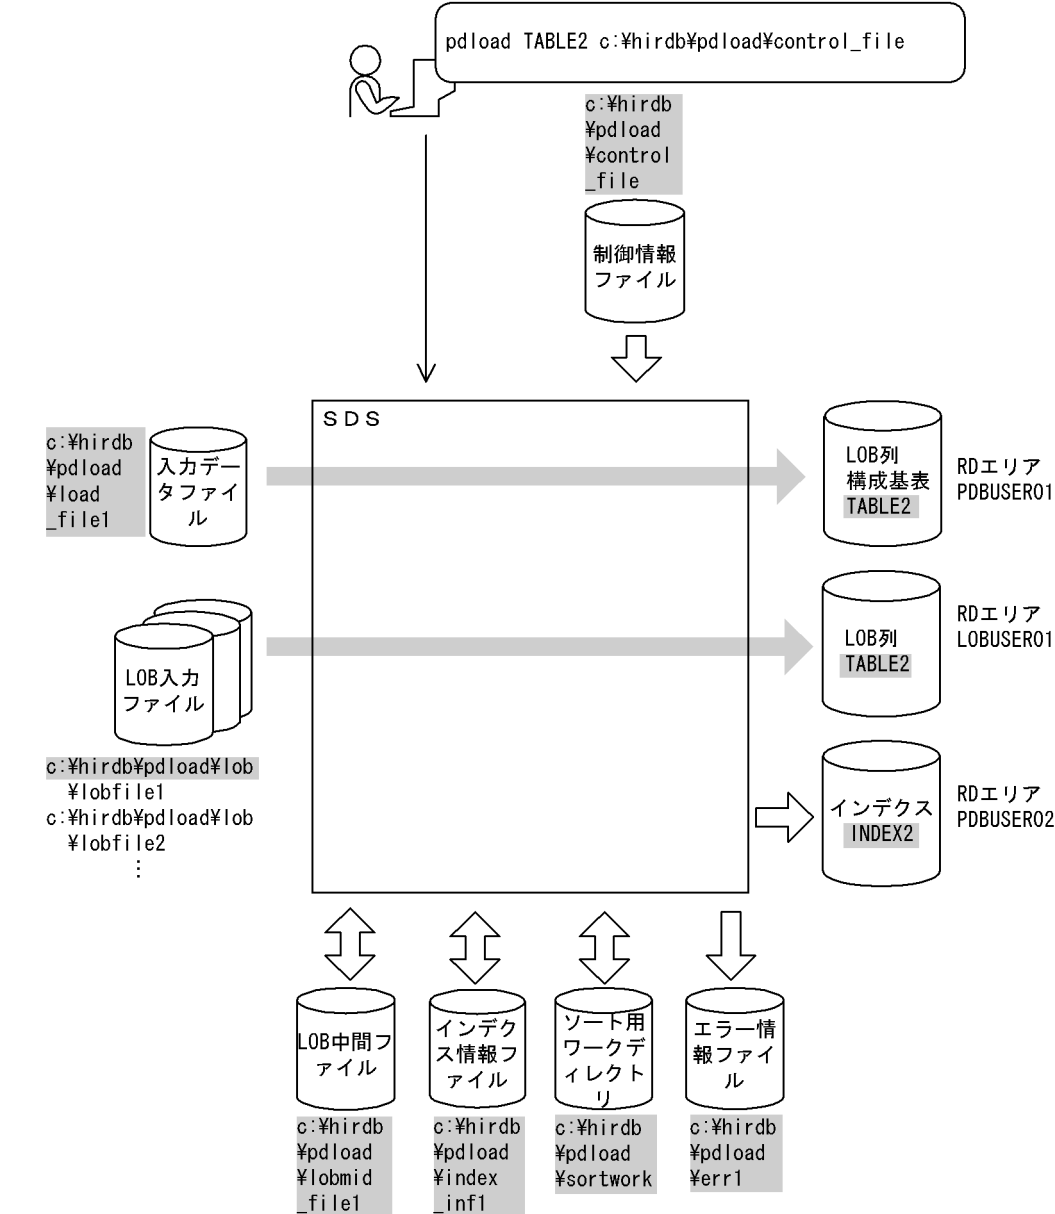 pdload TABLE2 c:¥hirdb¥pdload¥control_file
c:¥hirdb
¥pdload
¥control
_file
制御情報
ファイル
ＳＤＳ
c:¥hirdb
¥pdload
¥load
_file1
入力デー
タファイ
ル
LOB列
構成基表
TABLE2
RDエリア
PDBUSER01
LOB入力
ファイル
c:¥hirdb¥pdload¥lob
¥lobfile1
c:¥hirdb¥pdload¥lob
¥lobfile2
⋮
LOB列
TABLE2
RDエリア
LOBUSER01
インデクス
INDEX2
RDエリア
PDBUSER02
LOB中間フ
ァイル
c:¥hirdb
¥pdload
¥lobmid
_file1
インデク
ス情報フ
ァイル
c:¥hirdb
¥pdload
¥index
_inf1
ソート用
ワークデ
ィレクト
リ
c:¥hirdb
¥pdload
¥sortwork
エラー情
報ファイ
ル
c:¥hirdb
¥pdload
¥err1